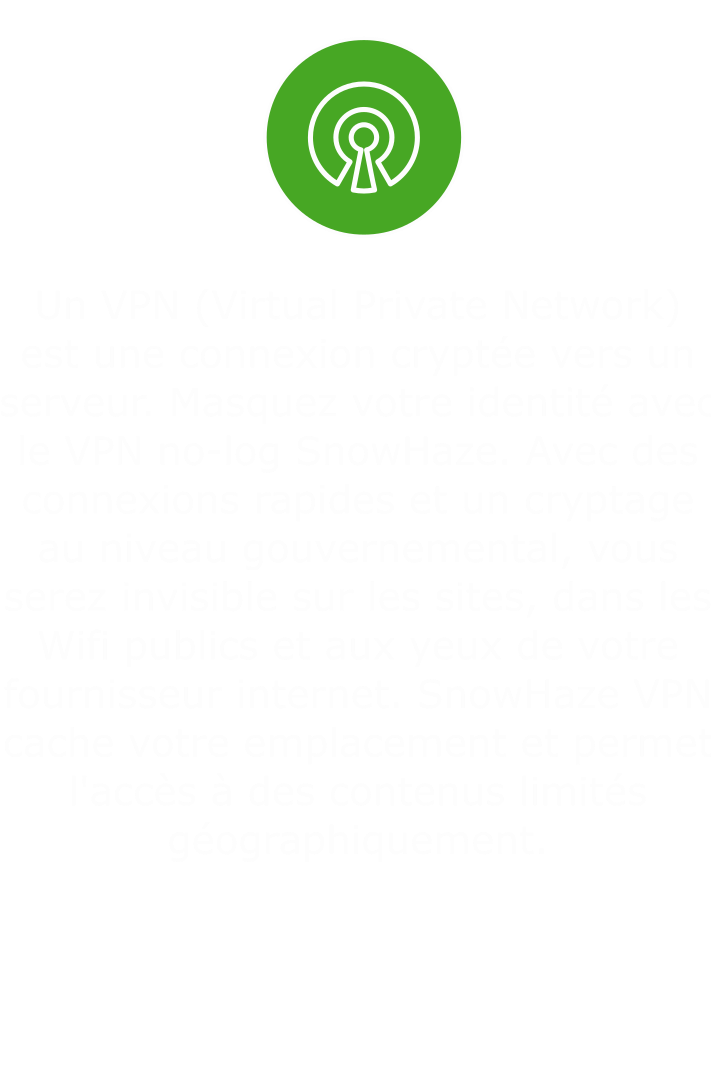 Un VPN (Virtual Private Network)
est une connexion cryptée vers un
serveur. Masquez votre identité avec
le VPN no-log SnowHaze. Avec des
connexions rapides et un cryptage
au niveau gouvernemental, vous
serez invisible sur les sites, dans les
Wifi publics et aux yeux de votre
fournisseur internet. SnowHaze VPN
cache votre emplacement et permet
l'accès à des contenus limités
géographiquement.